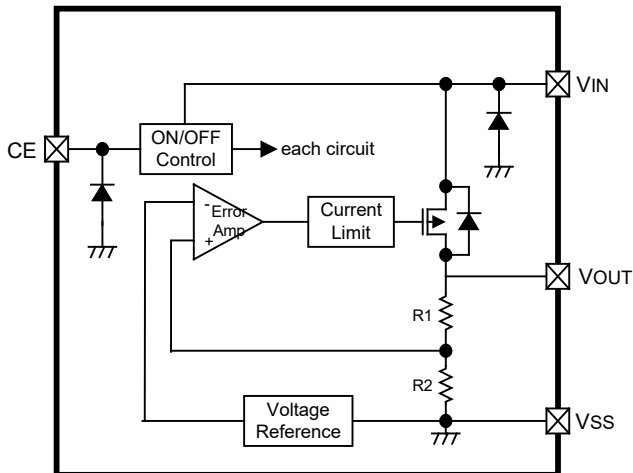 VIN
CE
ON/OFF
Control
each circuit
-
Error
Amp
+
Current
Limit
VOUT
R1
R2
Voltage
Reference
VSS